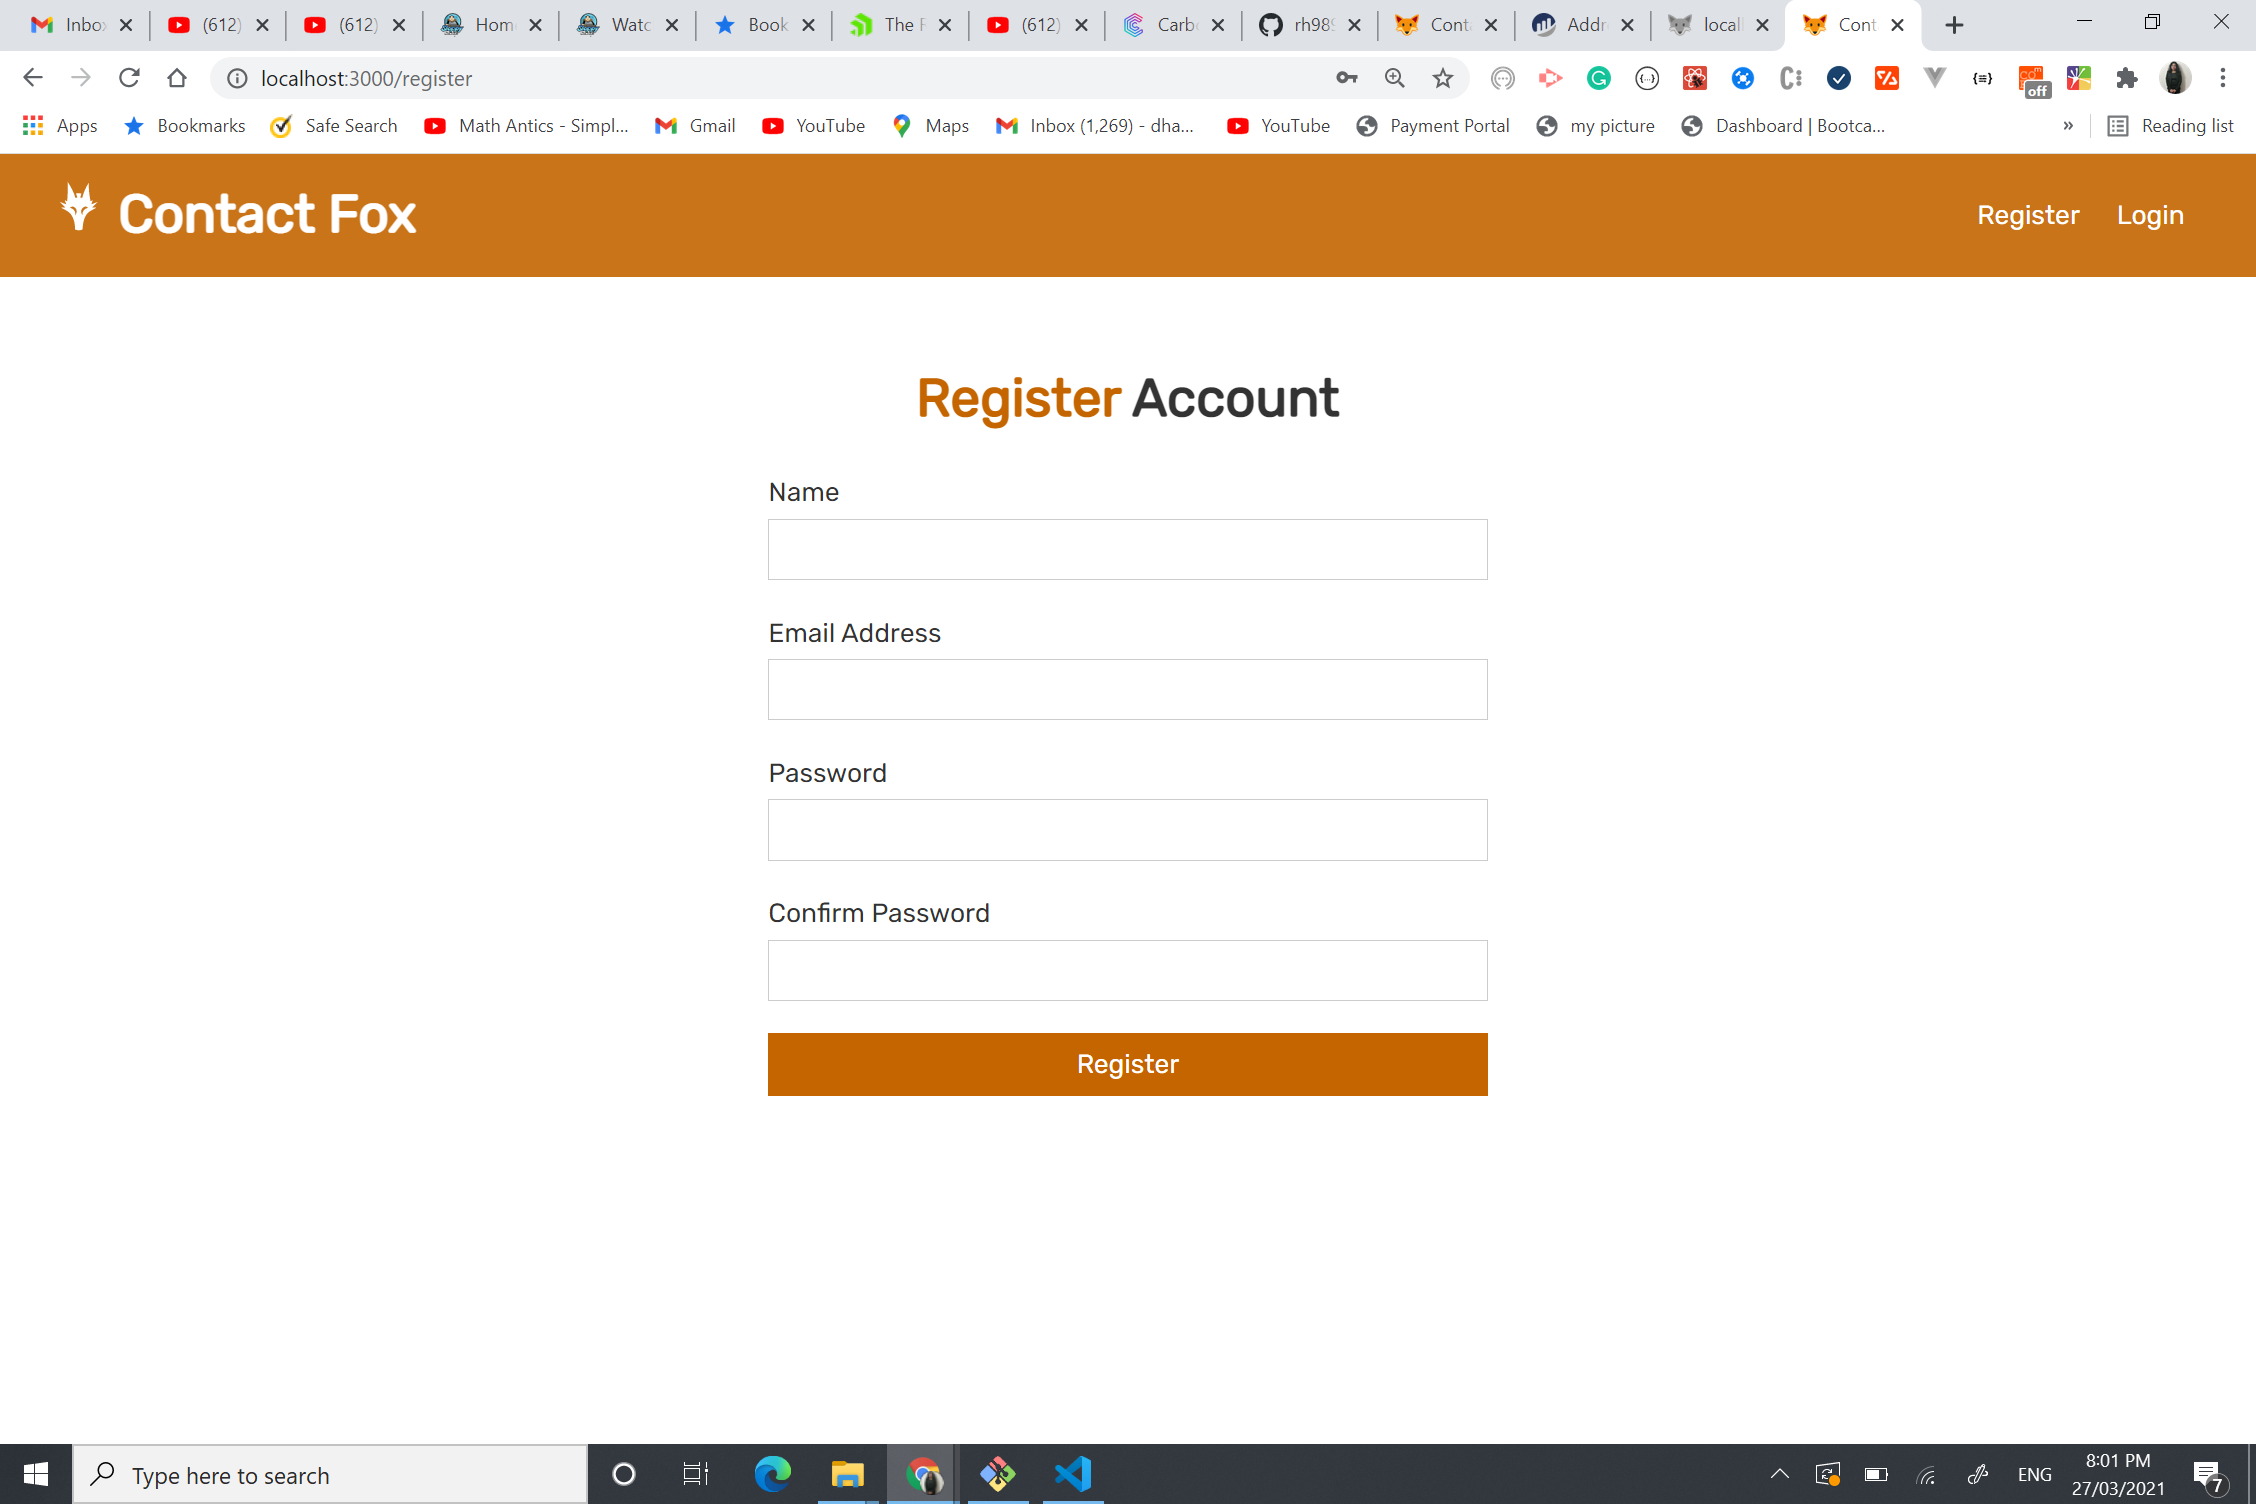 Inbo (612) (612) Hom Watc Book The F (612) Carb rh989 Cont Addr local Cont
localhost:3000/register
off
Apps Bookmarks Safe Search Math Antics - Simpl... Gmail YouTube Maps Inbox (1,269) - dha... YouTube Payment Portal my picture Dashboard | Bootca... » Reading list
Contact Fox Register Login
Register Account
Name
Email Address
Password
Confirm Password
Register
Type here to search
ENG
8:01 PM
27/03/2021
7